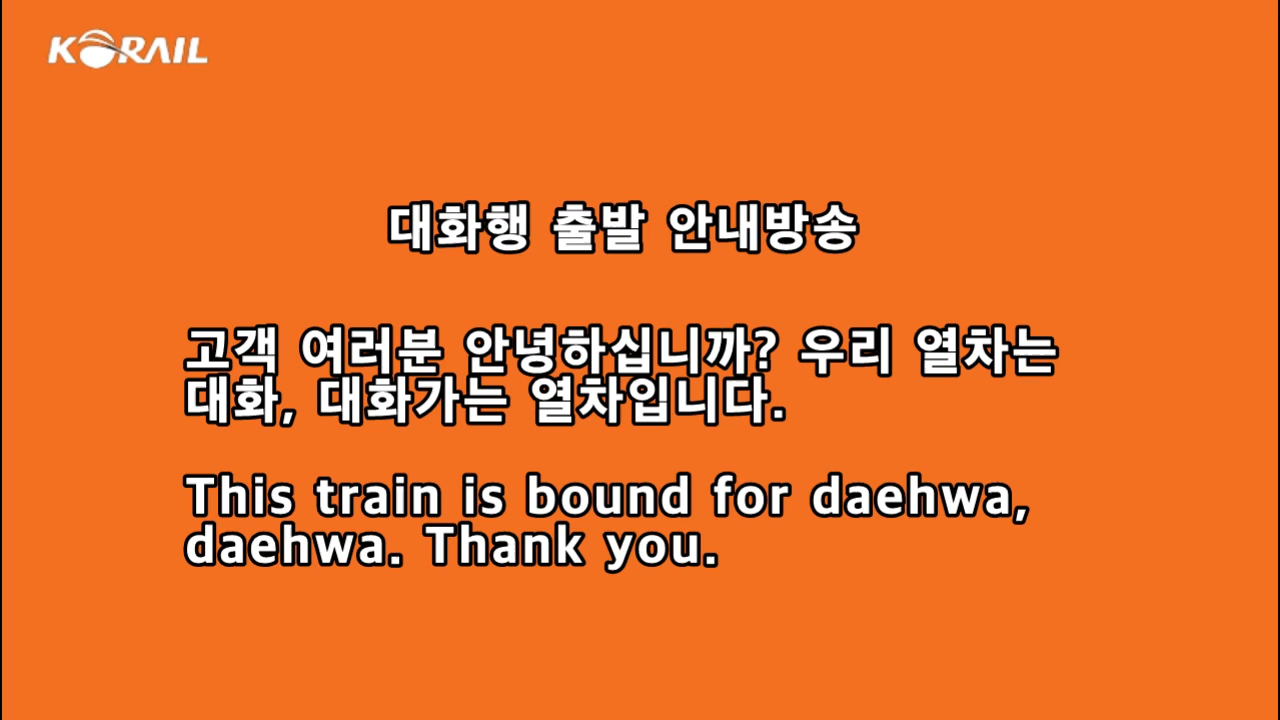 KORAIL
대화행 출발 안내방송
고객 여러분 안녕하십니까? 우리 열차는
대화, 대화가는 열차입니다.
This train is bound for daehwa,
daehwa. Thank you.